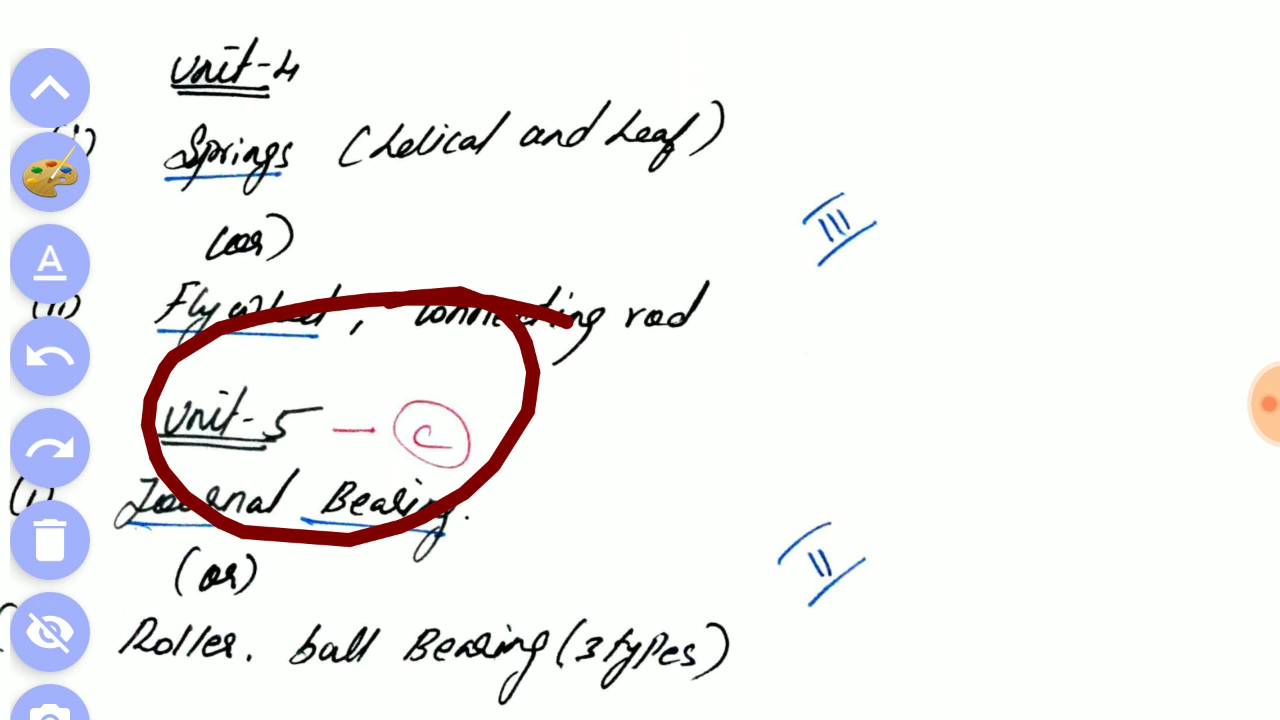 Unit-4
(i) Springs (helical and Leaf)
III
(or)
(ii) Flywheel, connecting rod
Unit-5 - C
(i) Journal Bearing.
(or)
II
Roller. ball Bearing (3 types)
A